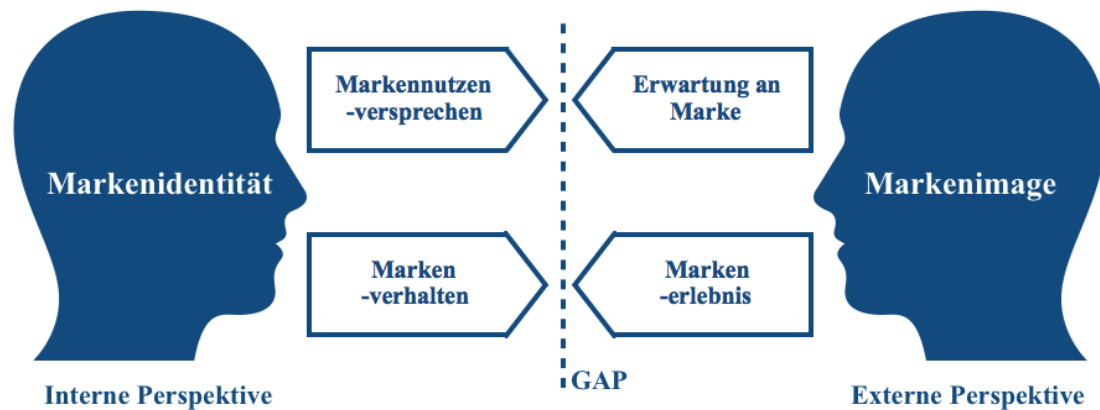 Markennutzen
-versprechen
Erwartung an
Marke
Markenidentität
Markenimage
Marken
-verhalten
Marken
-erlebnis
GAP
Interne Perspektive
Externe Perspektive